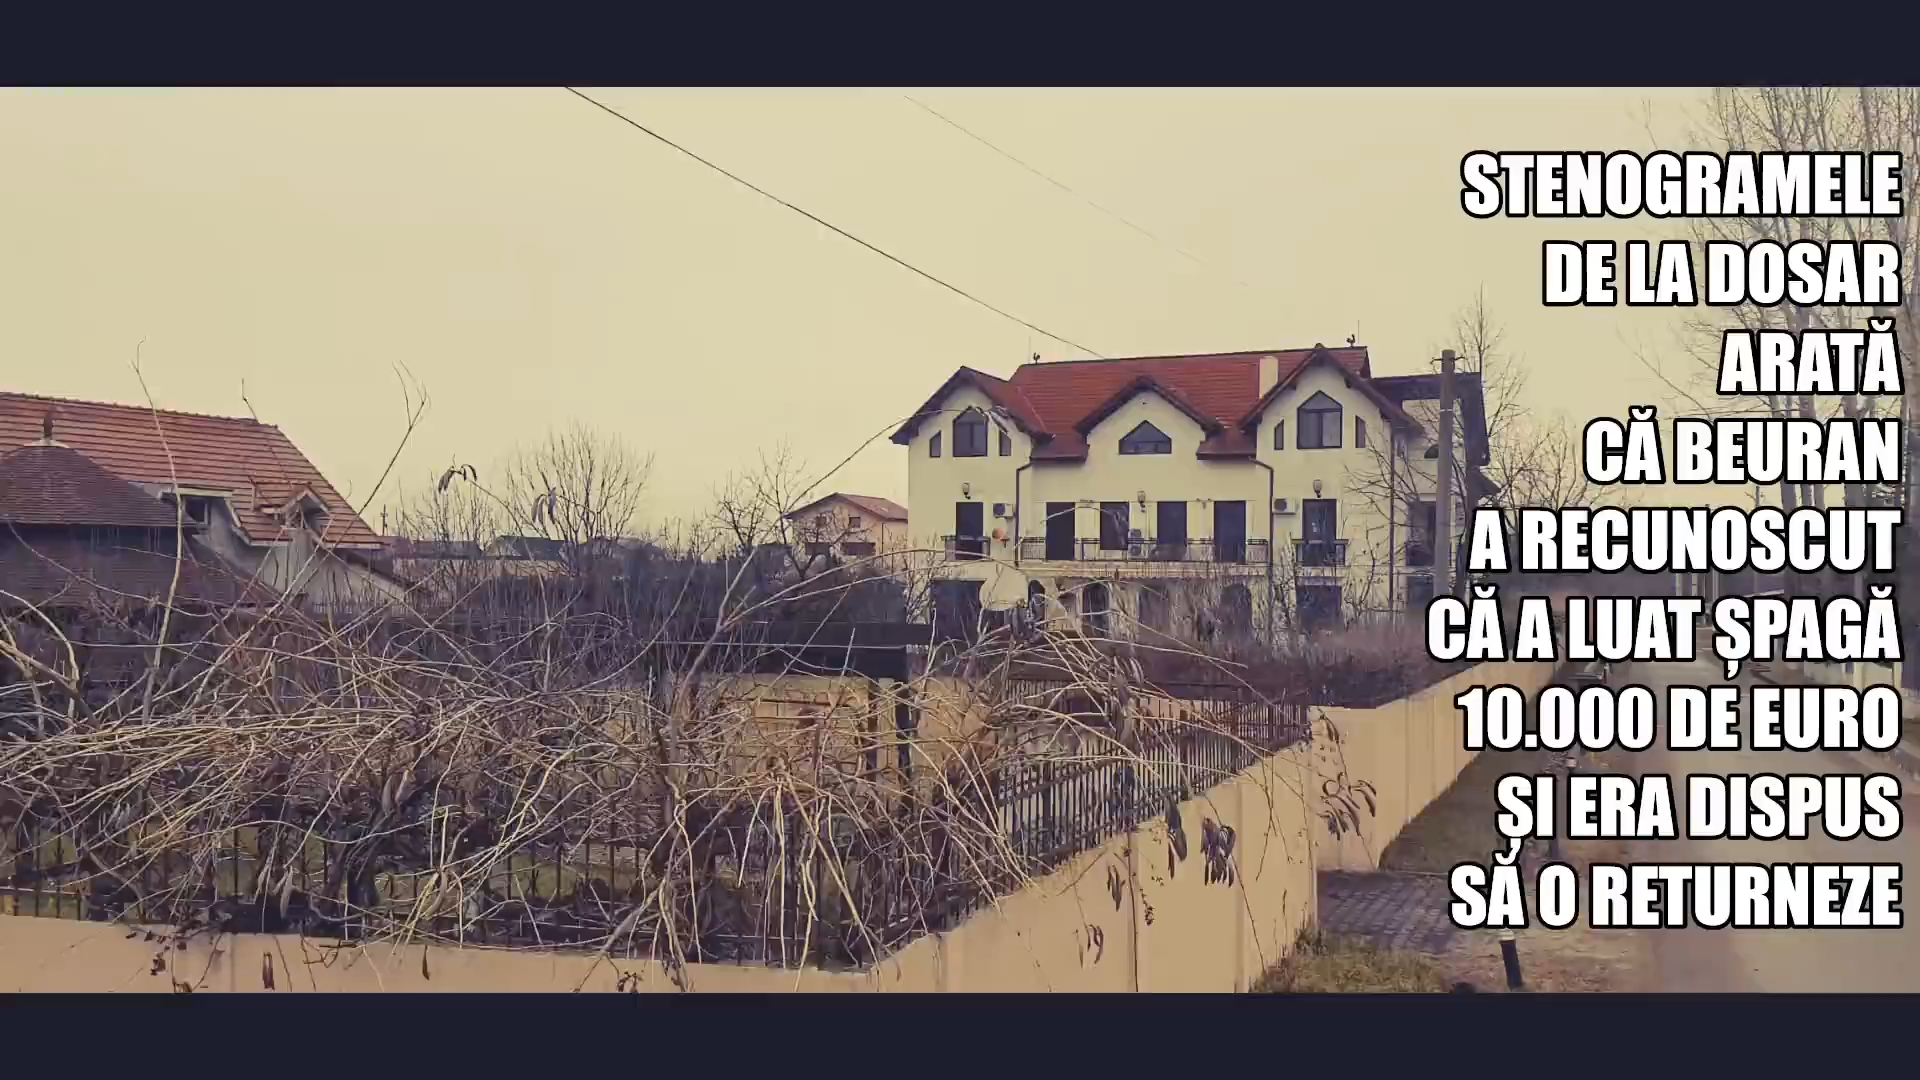 STENOGRAMELE
DE LA DOSAR
ARATĂ
CĂ BEURAN
A RECUNOSCUT
CĂ A LUAT ȘPAGĂ
10.000 DE EURO
ȘI ERA DISPUS
SĂ O RETURNEZE